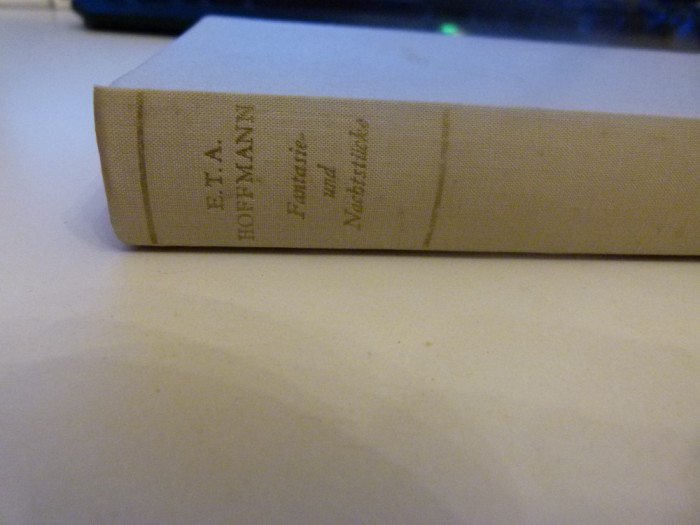 E. T. A.
HOFFMANN
Fantasie-
und
Nachtstücke